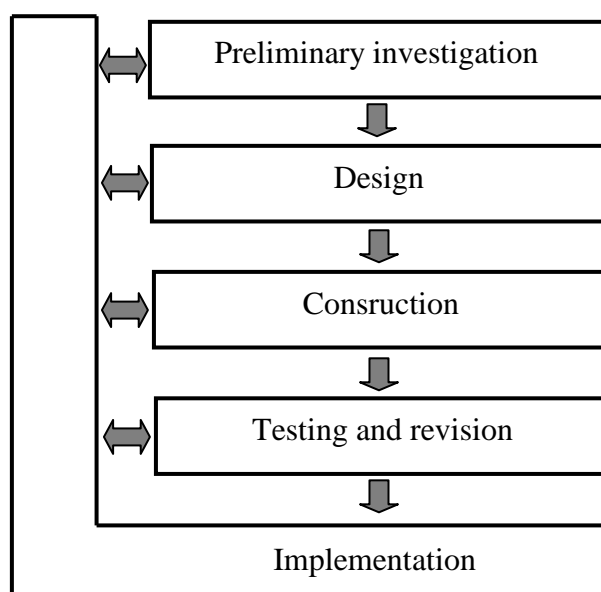 Preliminary investigation
Design
Consruction
Testing and revision
Implementation